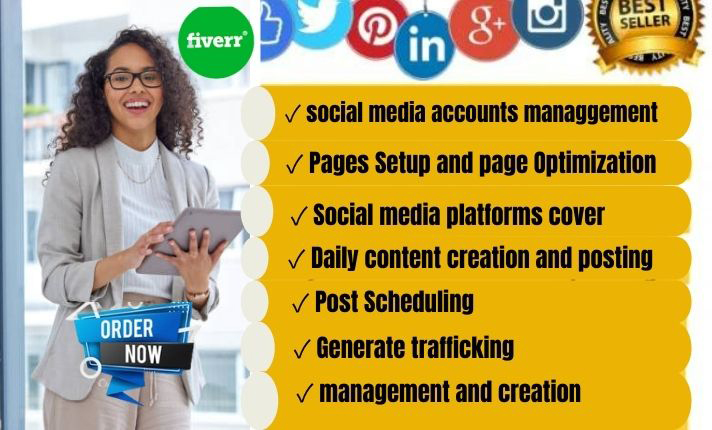 fiverr®
in
g+
BEST
SELLER
✓ social media accounts managgement
✓ Pages Setup and page Optimization
✓ Social media platforms cover
✓ Daily content creation and posting
✓ Post Scheduling
✓ Generate trafficking
✓ management and creation
ORDER
NOW